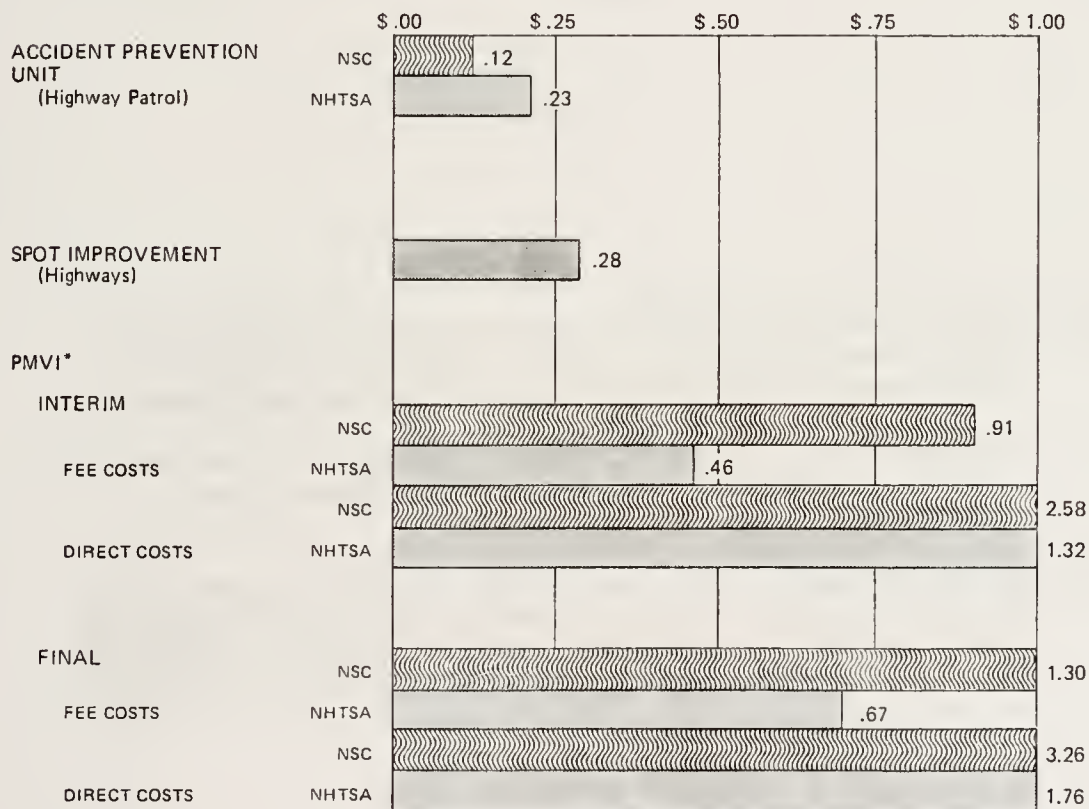 $ .00 $ .25 $ .50 $ .75 $ 1.00
ACCIDENT PREVENTION
UNIT
(Highway Patrol)
NSC .12
NHTSA .23
SPOT IMPROVEMENT
(Highways)
.28
PMVI*
INTERIM
NSC .91
FEE COSTS NHTSA .46
NSC 2.58
DIRECT COSTS NHTSA 1.32
FINAL
NSC 1.30
FEE COSTS NHTSA .67
NSC 3.26
DIRECT COSTS NHTSA 1.76